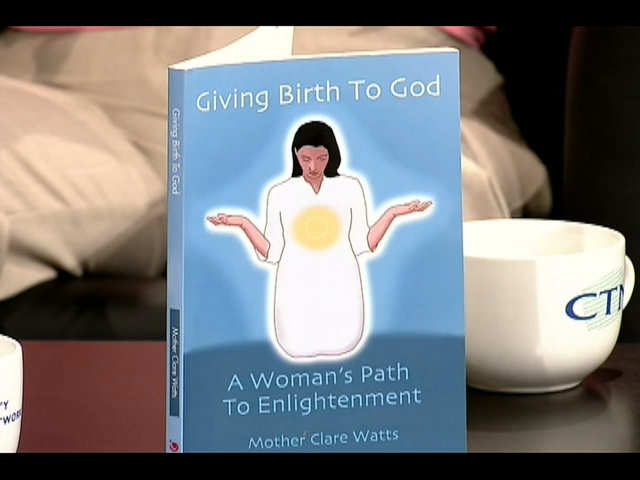 Giving Birth To God
Giving Birth To God
Mother Clare Watts
A Woman's Path
To Enlightenment
Mother Clare Watts
CTN